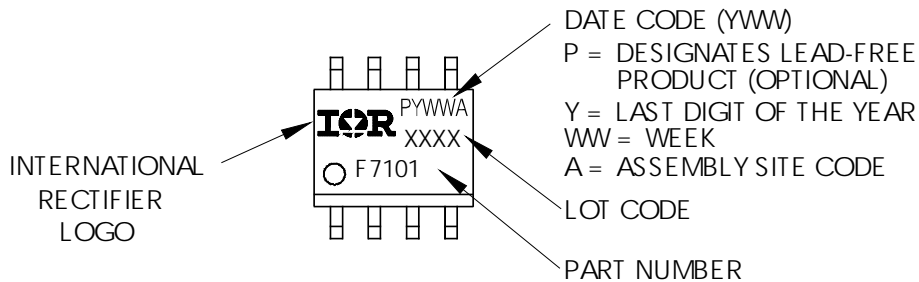 DATE CODE (YWW)
P = DESIGNATES LEAD-FREE
PRODUCT (OPTIONAL)
Y = LAST DIGIT OF THE YEAR
WW = WEEK
A = ASSEMBLY SITE CODE
LOT CODE
PART NUMBER
INTERNATIONAL
RECTIFIER
LOGO
IOR
PYWWA
XXXX
F7101